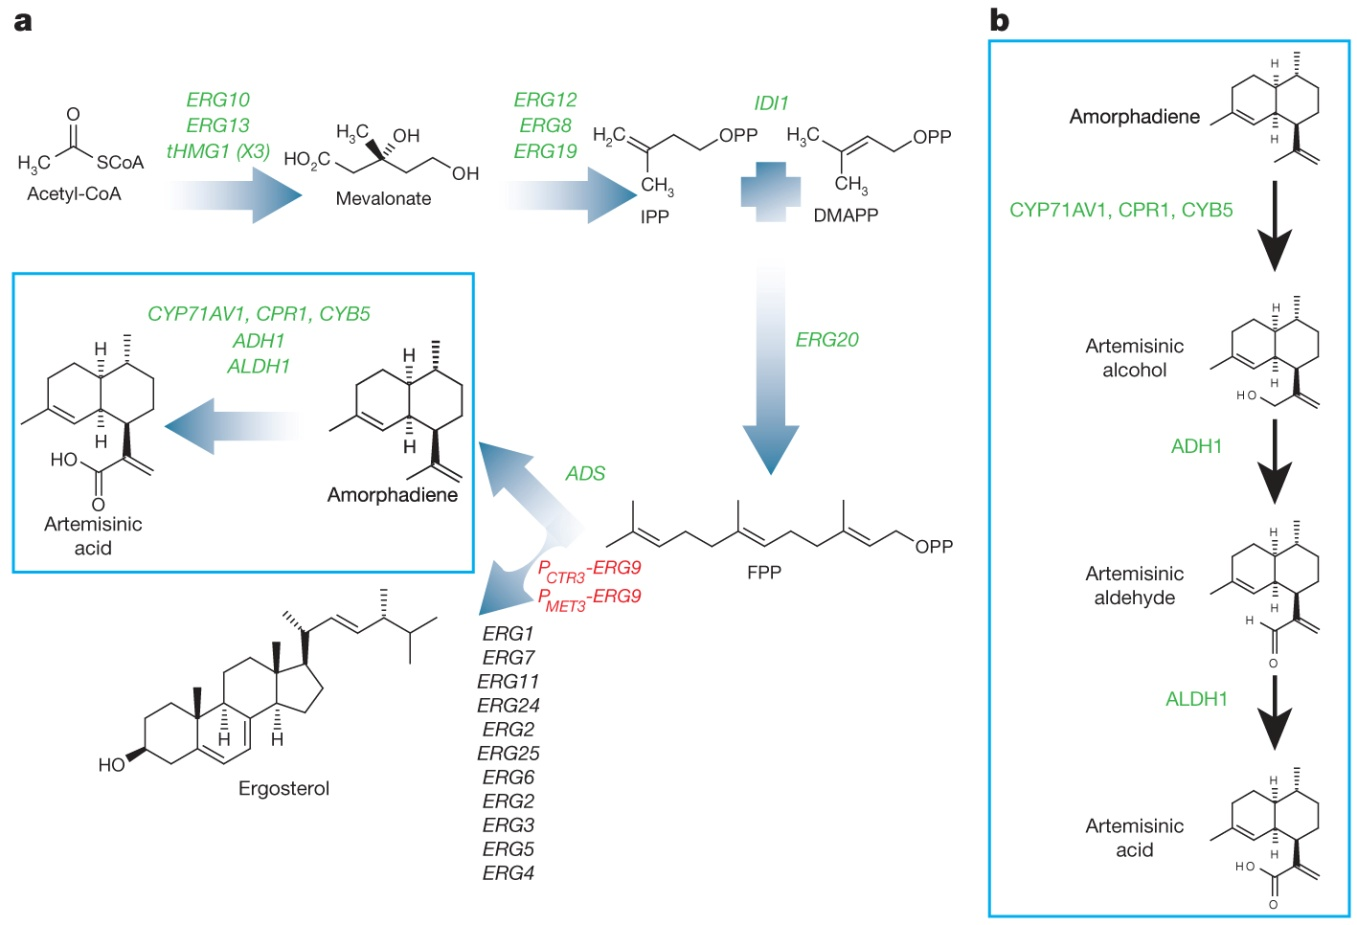 a
ERG10
ERG13
tHMG1 (X3)
O
H3C
SCoA
Acetyl-CoA
H3C
OH
HO2C
OH
Mevalonate
ERG12
ERG8
ERG19
H2C
OPP
CH3
IPP
IDI1
H3C
OPP
CH3
DMAPP
ERG20
CYP71AV1, CPR1, CYB5
ADH1
ALDH1
H
H
HO
O
Artemisinic
acid
H
H
Amorphadiene
ADS
OPP
FPP
PCTR3-ERG9
PMET3-ERG9
ERG1
ERG7
ERG11
ERG24
ERG2
ERG25
ERG6
ERG2
ERG3
ERG5
ERG4
H
H
HO
Ergosterol
b
H
H
Amorphadiene
CYP71AV1, CPR1, CYB5
H
H
HO
Artemisinic
alcohol
ADH1
H
H
H
O
Artemisinic
aldehyde
ALDH1
H
H
HO
O
Artemisinic
acid